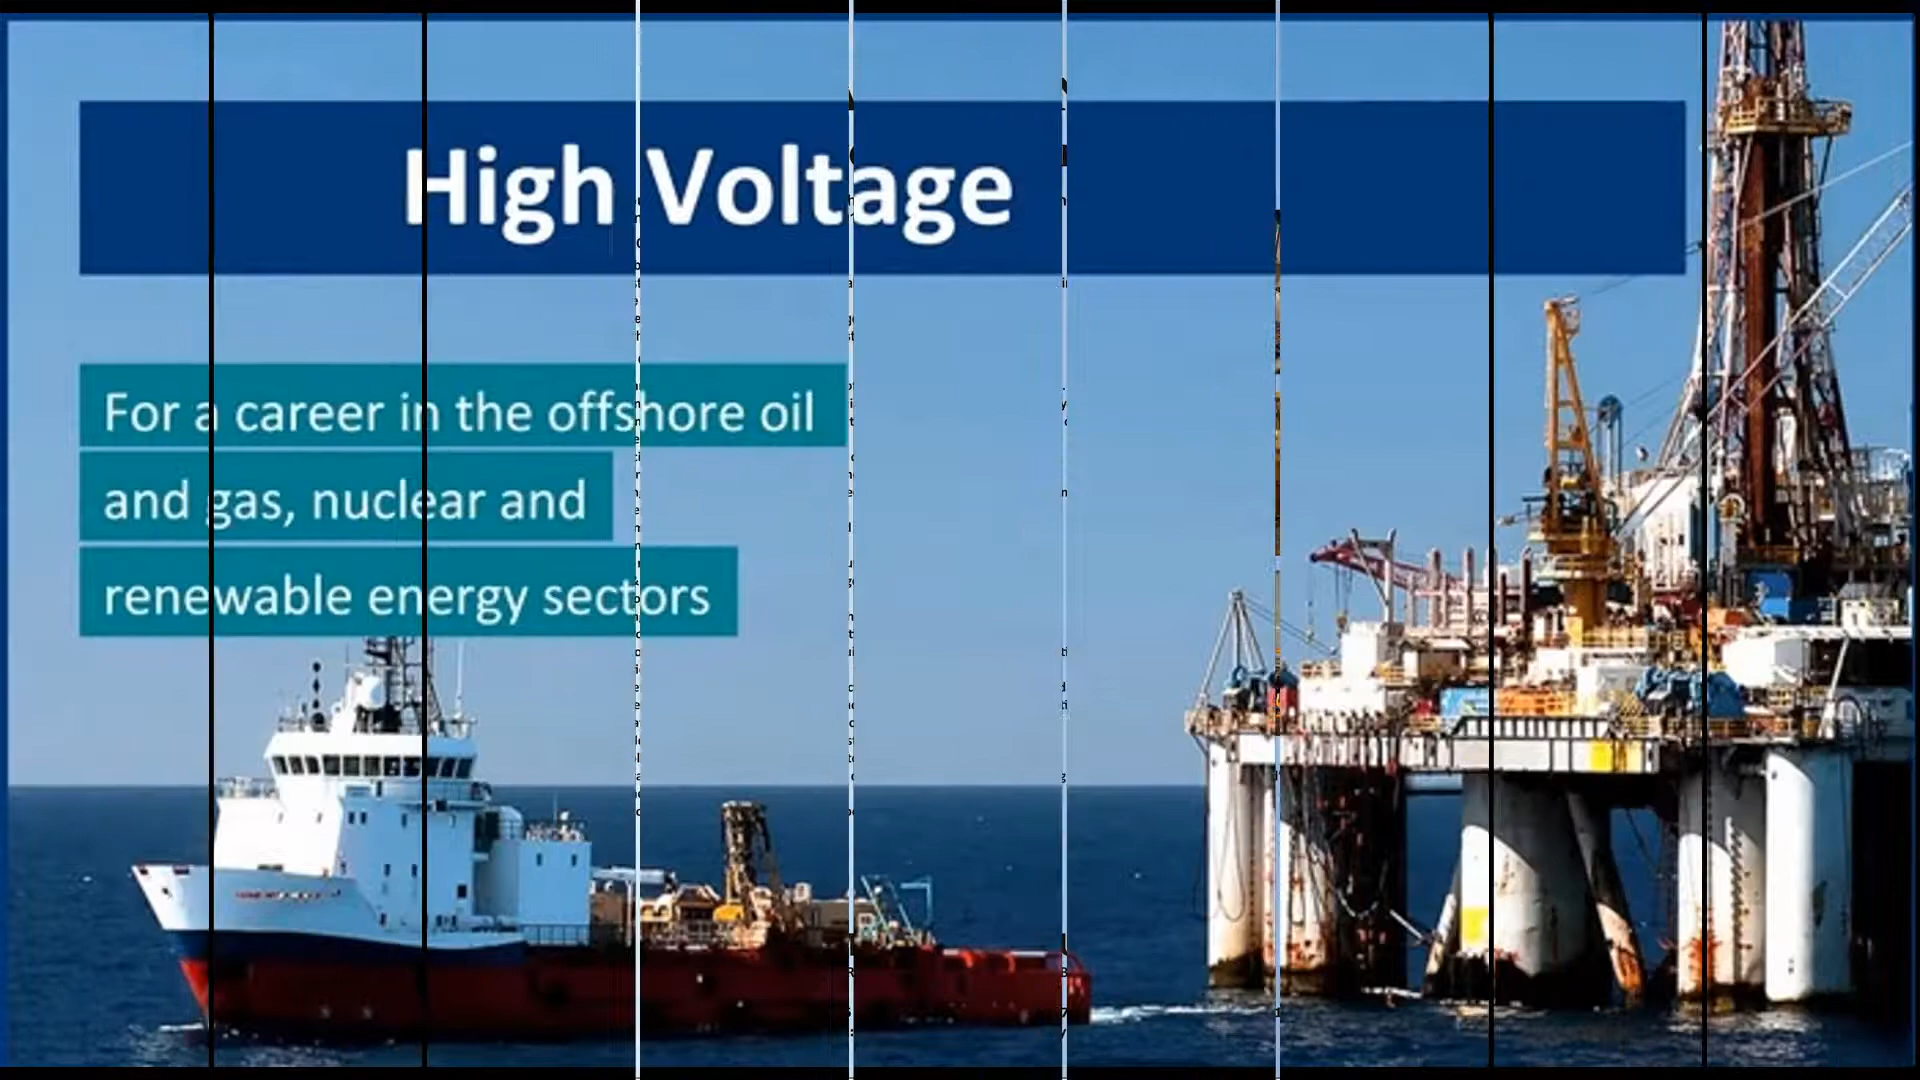 High Voltage
For a career in the offshore oil
and gas, nuclear and
renewable energy sectors